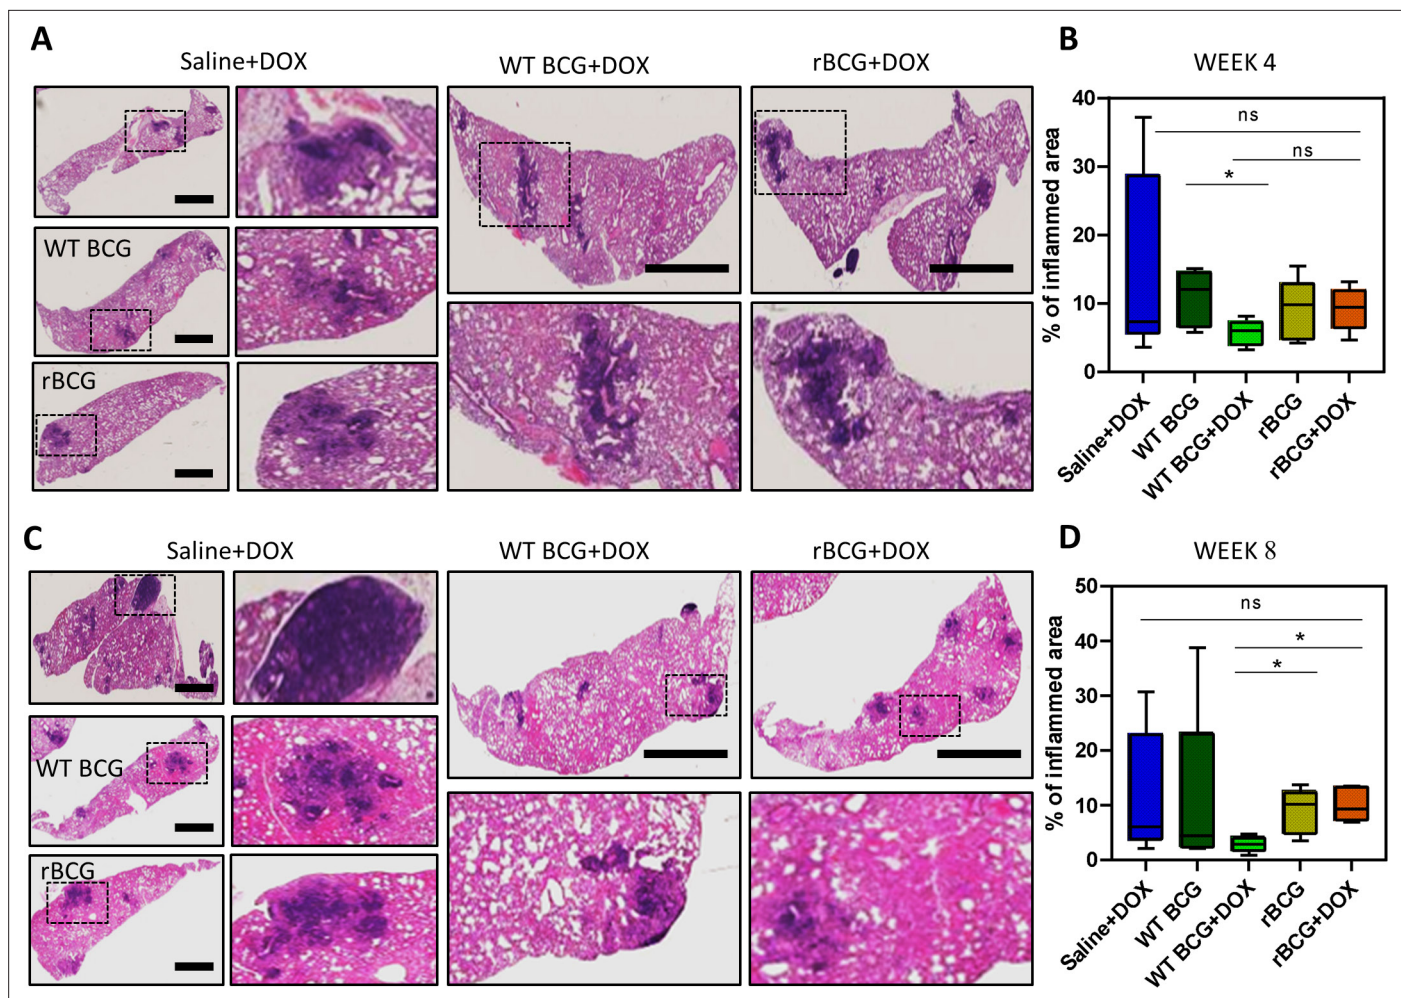 A
Saline+DOX
WT BCG+DOX
rBCG+DOX
WT BCG
rBCG
B
WEEK 4
% of inflammed area
40
30
20
10
0
ns
ns
*
Saline+DOX
WT BCG
WT BCG+DOX
rBCG
rBCG+DOX
C
Saline+DOX
WT BCG+DOX
rBCG+DOX
WT BCG
rBCG
D
WEEK 8
% of inflammed area
50
40
30
20
10
0
ns
*
*
Saline+DOX
WT BCG
WT BCG+DOX
rBCG
rBCG+DOX